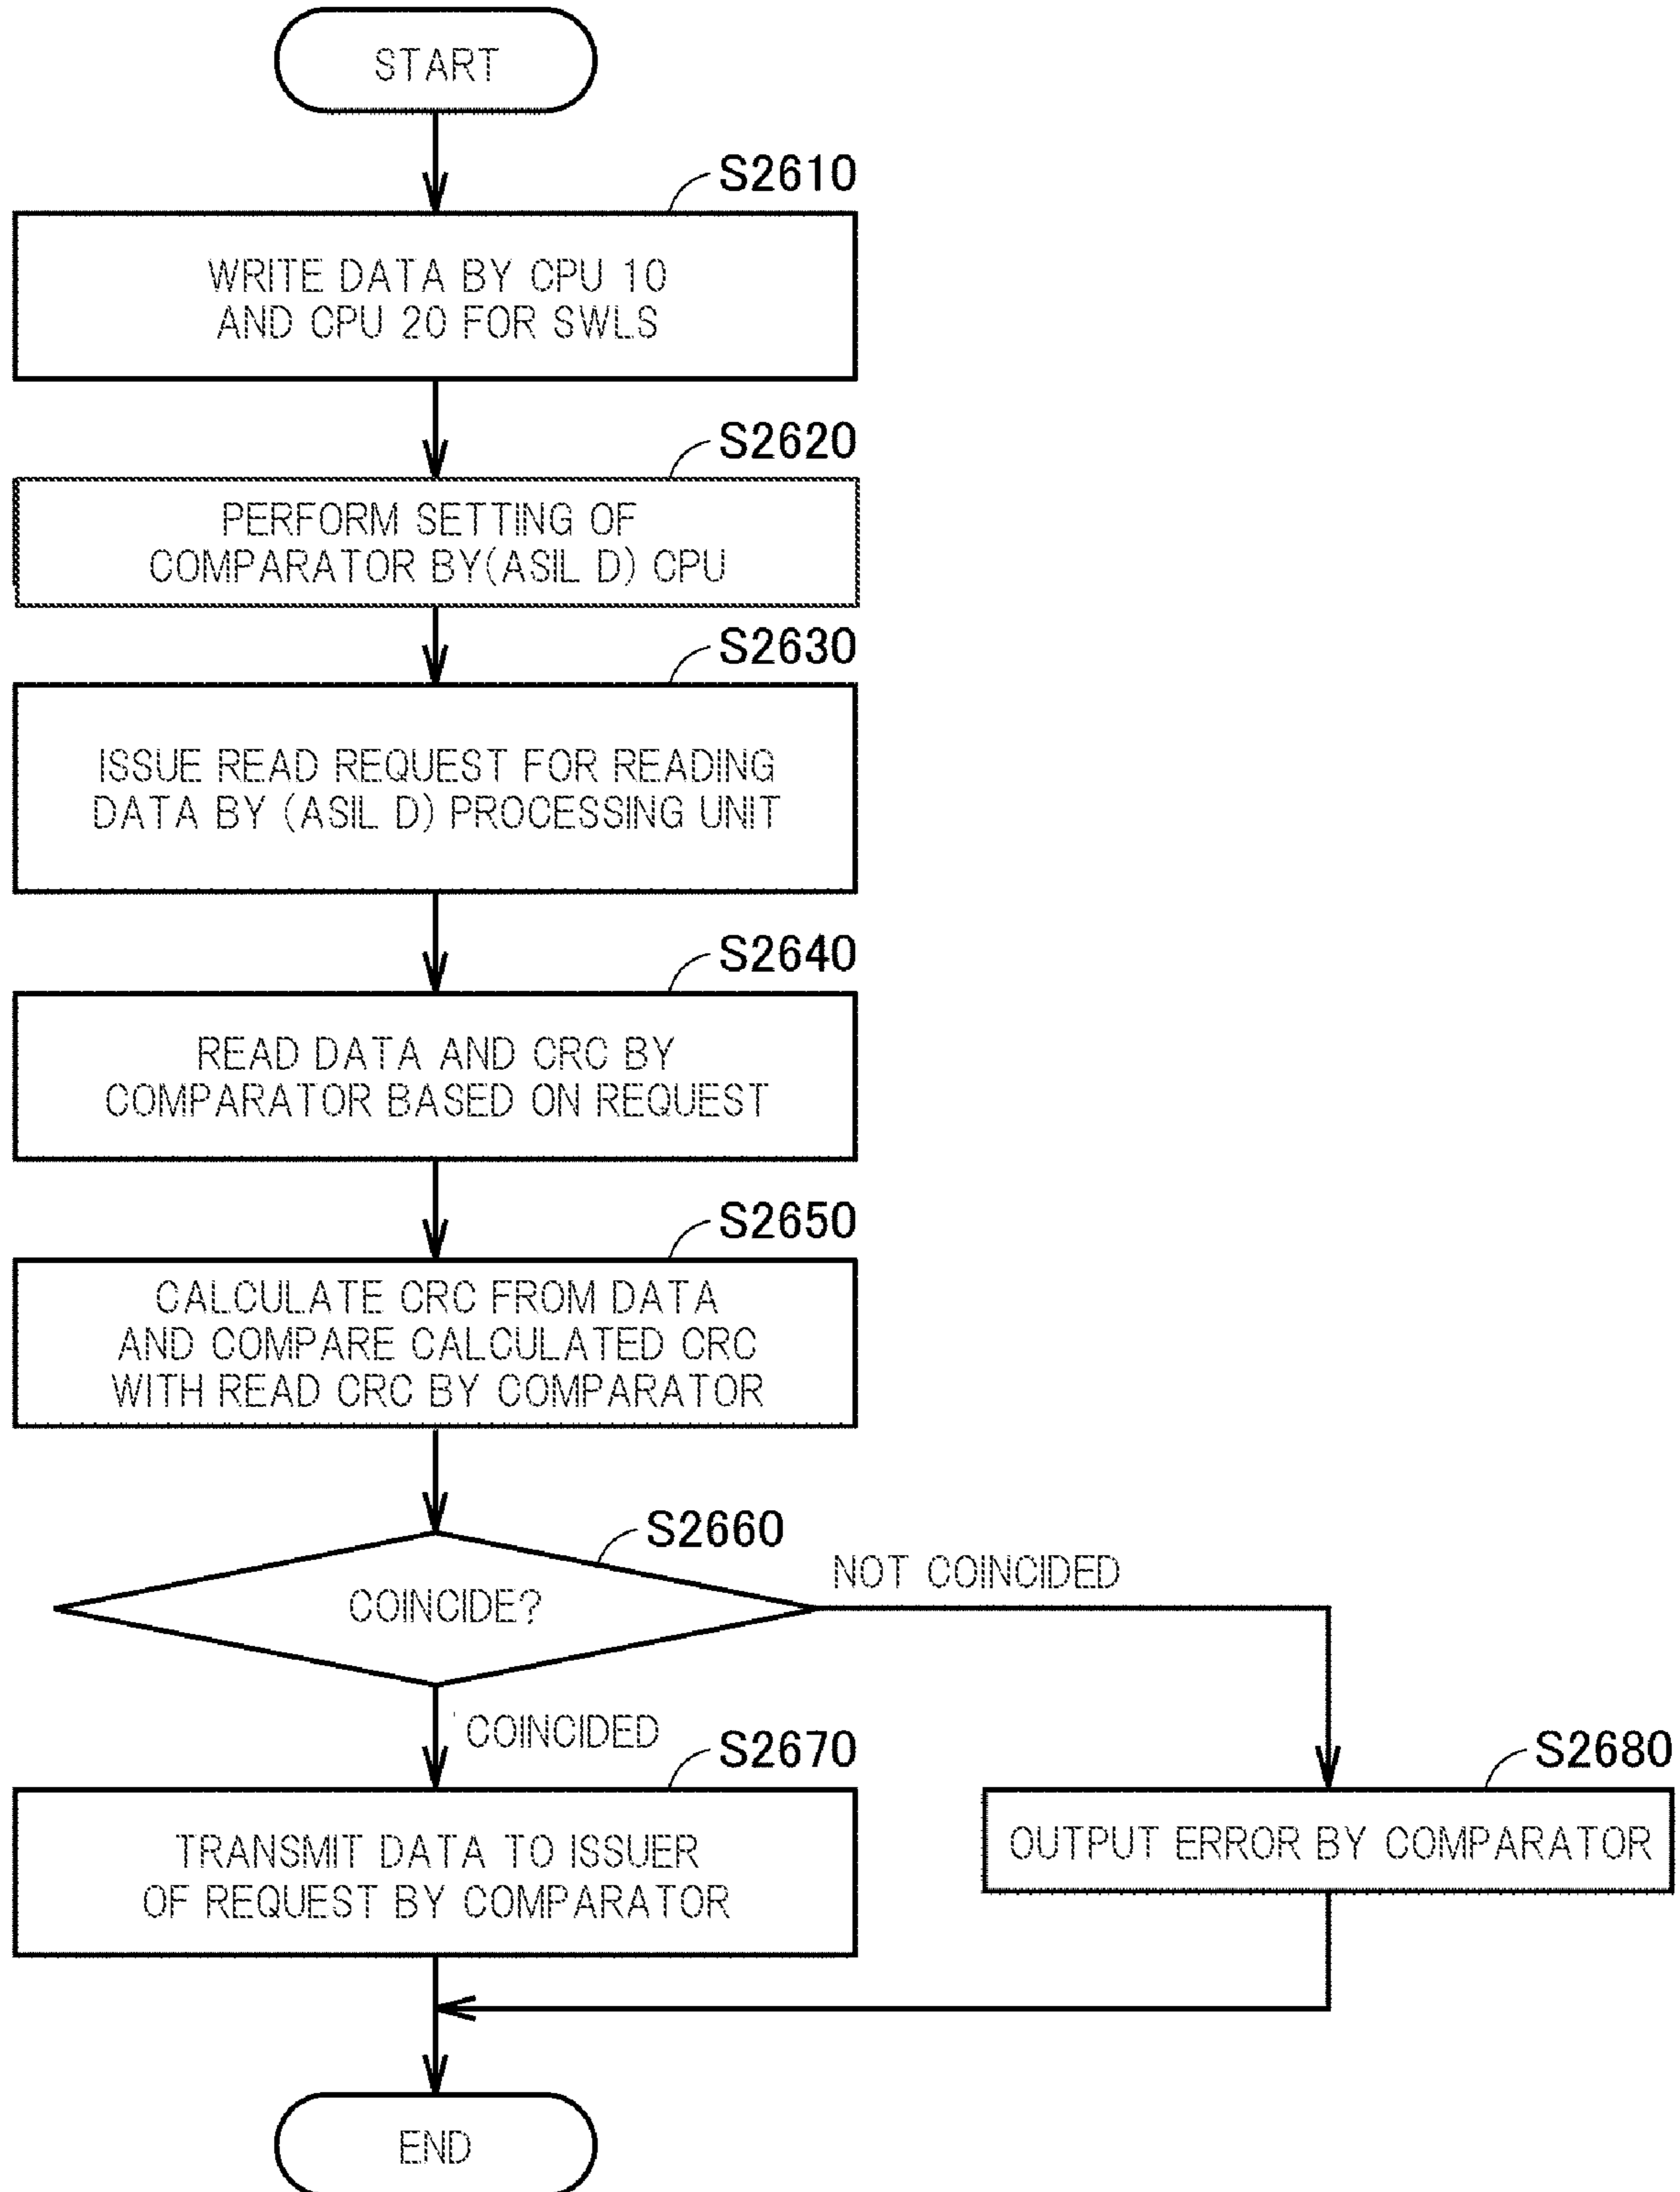 START
S2610
WRITE DATA BY CPU 10
AND CPU 20 FOR SWLS
S2620
PERFORM SETTING OF
COMPARATOR BY(ASIL D) CPU
S2630
ISSUE READ REQUEST FOR READING
DATA BY (ASIL D) PROCESSING UNIT
S2640
READ DATA AND CRC BY
COMPARATOR BASED ON REQUEST
S2650
CALCULATE CRC FROM DATA
AND COMPARE CALCULATED CRC
WITH READ CRC BY COMPARATOR
S2660
COINCIDE?
NOT COINCIDED
COINCIDED
S2670
TRANSMIT DATA TO ISSUER
OF REQUEST BY COMPARATOR
S2680
OUTPUT ERROR BY COMPARATOR
END